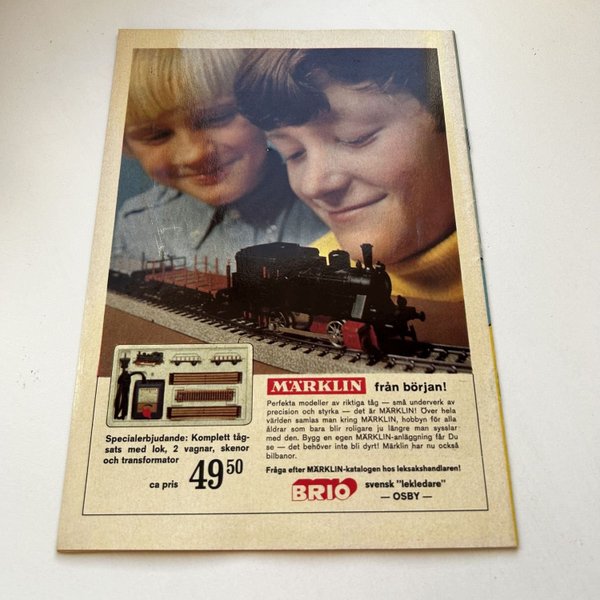 MÄRKLIN från början!
Perfekta modeller av riktiga tåg — små underverk av
precision och styrka — det är MÄRKLIN! Över hela
världen samlas man kring MÄRKLIN, hobbyn för alla
åldrar som bara blir roligare ju längre man sysslar
med den. Bygg en egen MÄRKLIN-anläggning får Du
se — det behöver inte bli dyrt! Märklin har nu också
bilbanor.
Fråga efter MÄRKLIN-katalogen hos leksakshandlaren!
BRIO svensk "lekledare"
— OSBY —
Specialerbjudande: Komplett tåg-
sats med lok, 2 vagnar, skenor
och transformator
ca pris 49 50